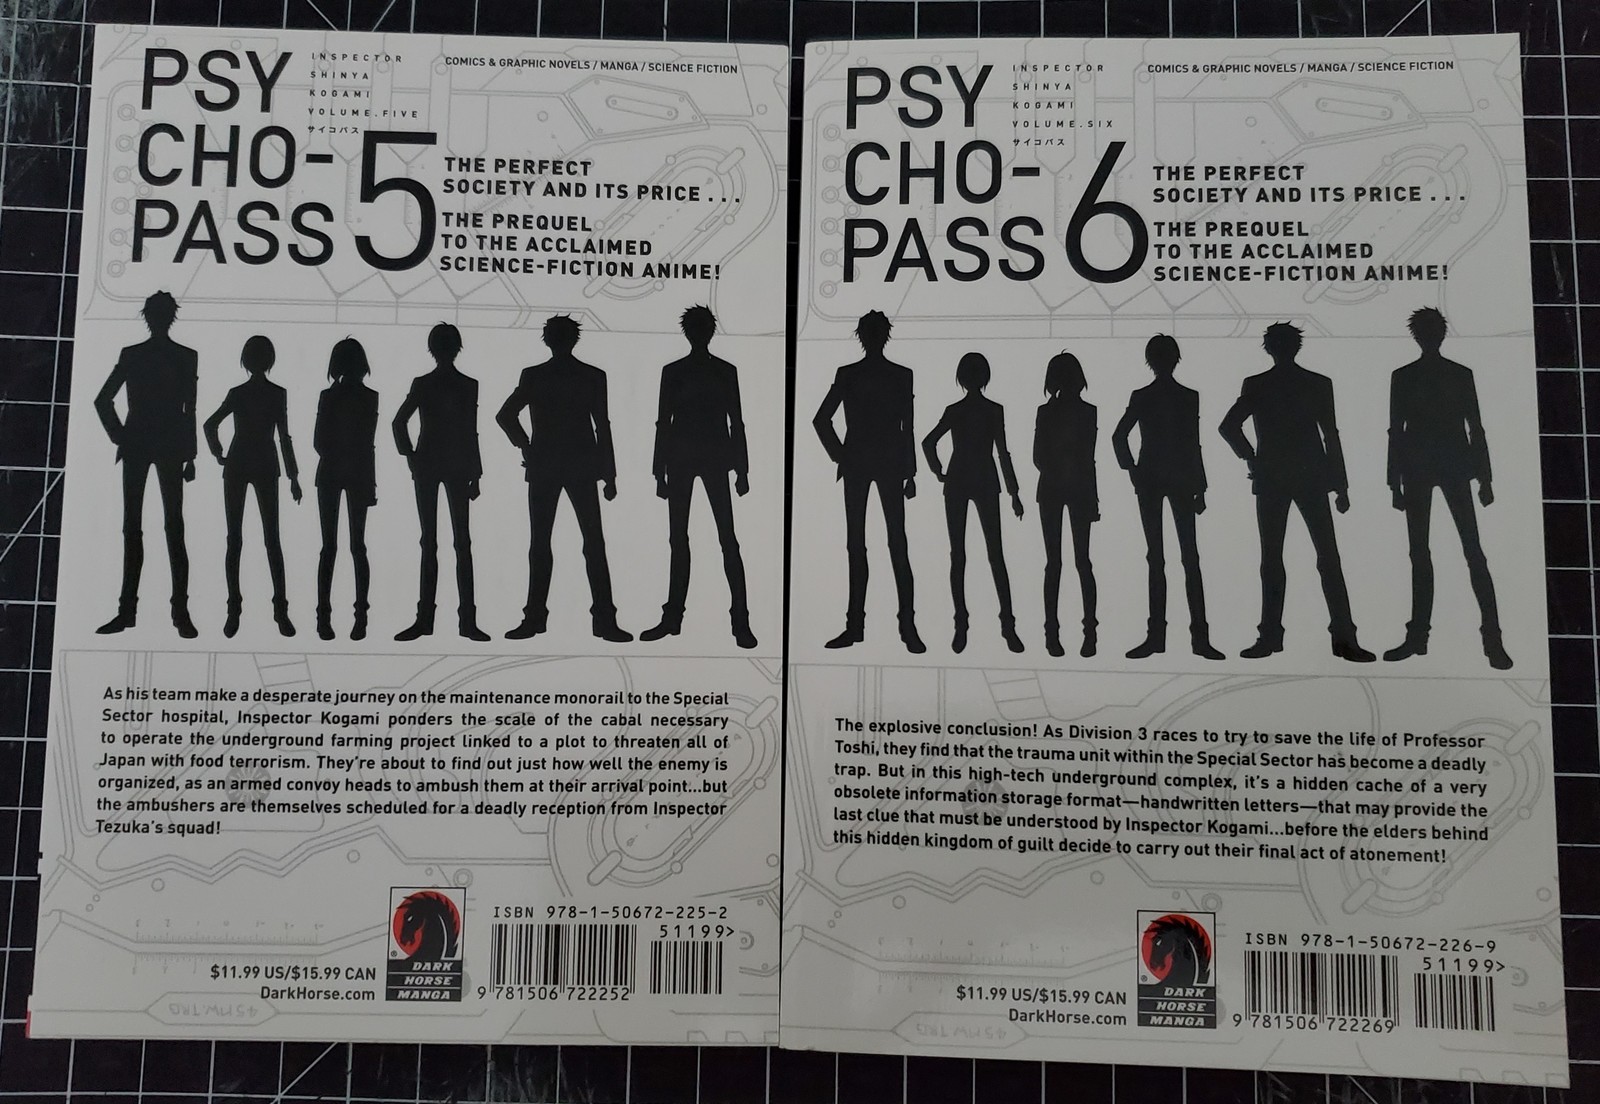 PSY
CHO-
PASS 5
INSPECTOR
SHINYA
KOGAMI
VOLUME.FIVE
サイコパス
COMICS & GRAPHIC NOVELS / MANGA / SCIENCE FICTION
THE PERFECT
SOCIETY AND ITS PRICE . . .
THE PREQUEL
TO THE ACCLAIMED
SCIENCE-FICTION ANIME!
As his team make a desperate journey on the maintenance monorail to the Special
Sector hospital, Inspector Kogami ponders the scale of the cabal necessary
to operate the underground farming project linked to a plot to threaten all of
Japan with food terrorism. They're about to find out just how well the enemy is
organized, as an armed convoy heads to ambush them at their arrival point...but
the ambushers are themselves scheduled for a deadly reception from Inspector
Tezuka's squad!
$11.99 US/$15.99 CAN
DarkHorse.com
DARK
HORSE
MANGA
ISBN 978-1-50672-225-2
51199>
9 781506 722252
PSY
CHO-
PASS 6
INSPECTOR
SHINYA
KOGAMI
VOLUME.SIX
サイコパス
COMICS & GRAPHIC NOVELS / MANGA / SCIENCE FICTION
THE PERFECT
SOCIETY AND ITS PRICE . . .
THE PREQUEL
TO THE ACCLAIMED
SCIENCE-FICTION ANIME!
The explosive conclusion! As Division 3 races to try to save the life of Professor
Toshi, they find that the trauma unit within the Special Sector has become a deadly
trap. But in this high-tech underground complex, it's a hidden cache of a very
obsolete information storage format—handwritten letters—that may provide the
last clue that must be understood by Inspector Kogami...before the elders behind
this hidden kingdom of guilt decide to carry out their final act of atonement!
$11.99 US/$15.99 CAN
DarkHorse.com
DARK
HORSE
MANGA
ISBN 978-1-50672-226-9
51199>
9 781506 722269